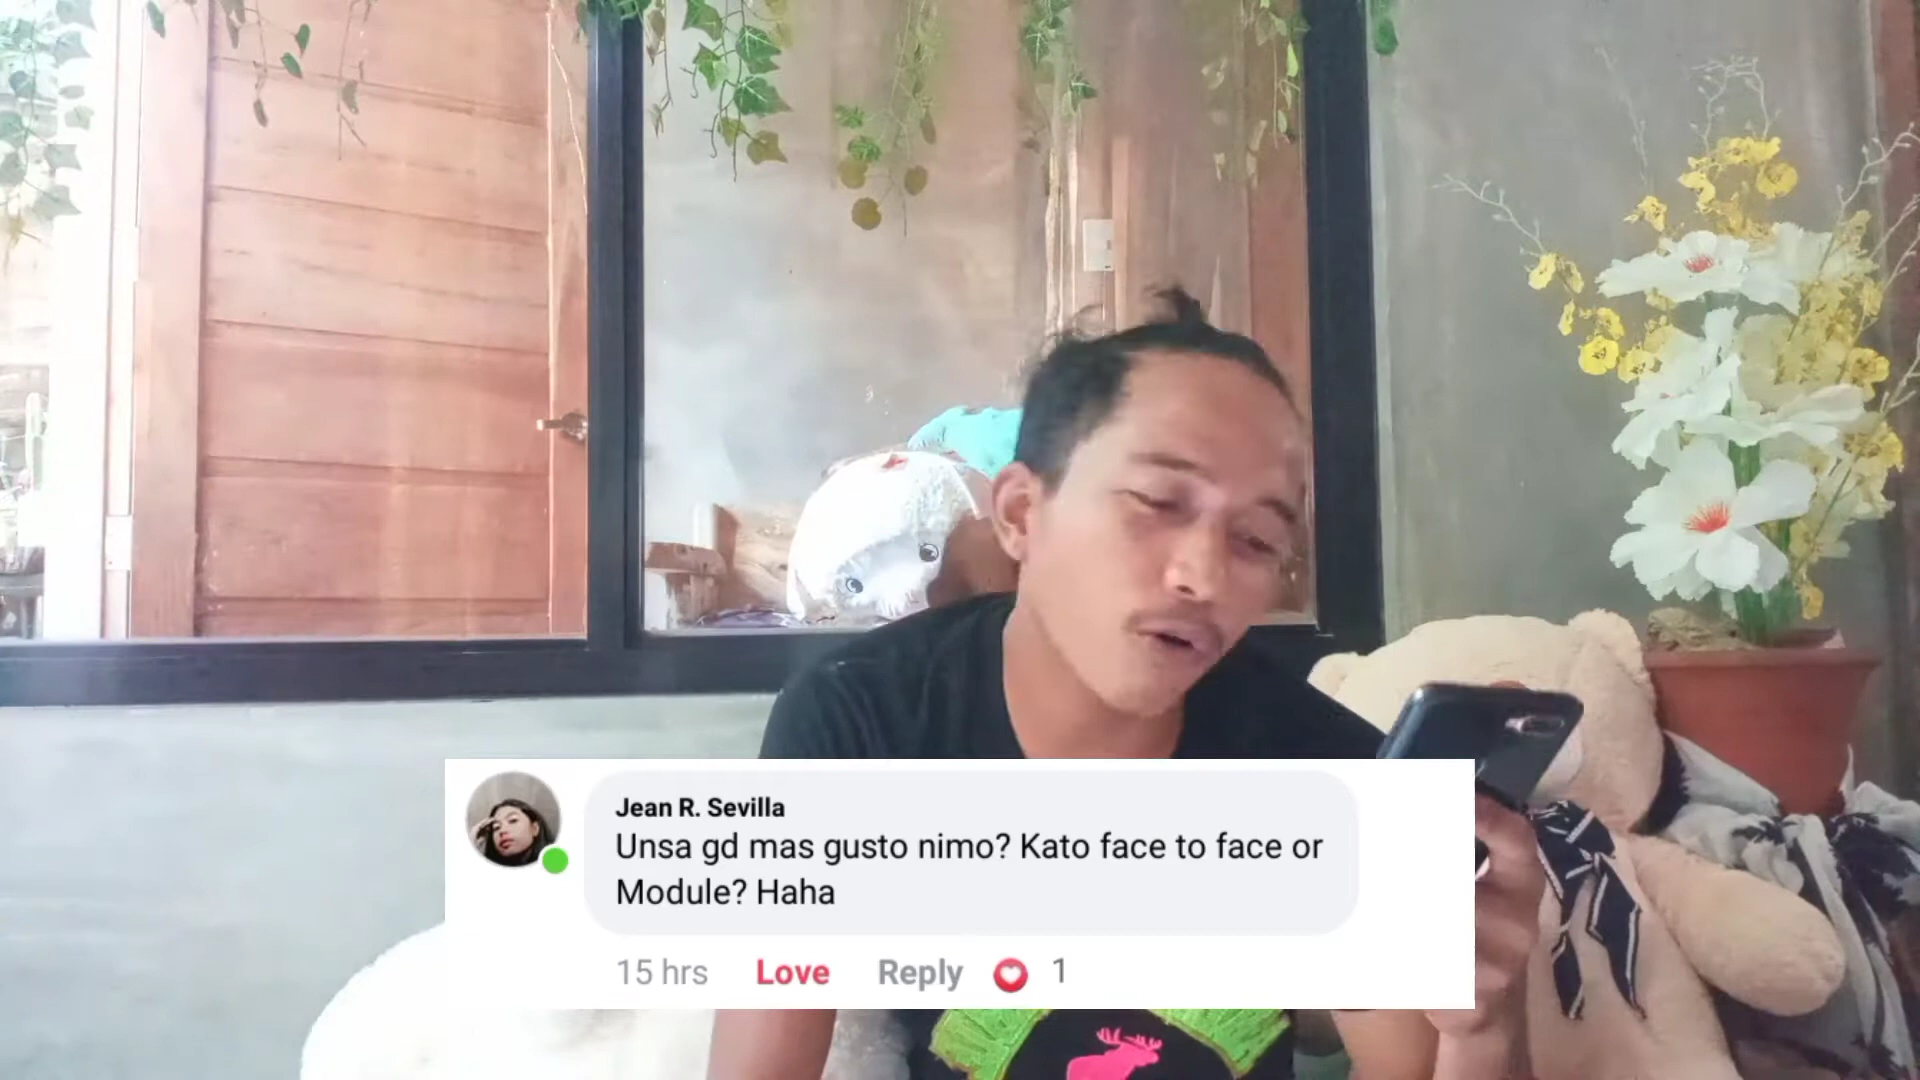 Jean R. Sevilla
Unsa gd mas gusto nimo? Kato face to face or
Module? Haha
15 hrs Love Reply 1